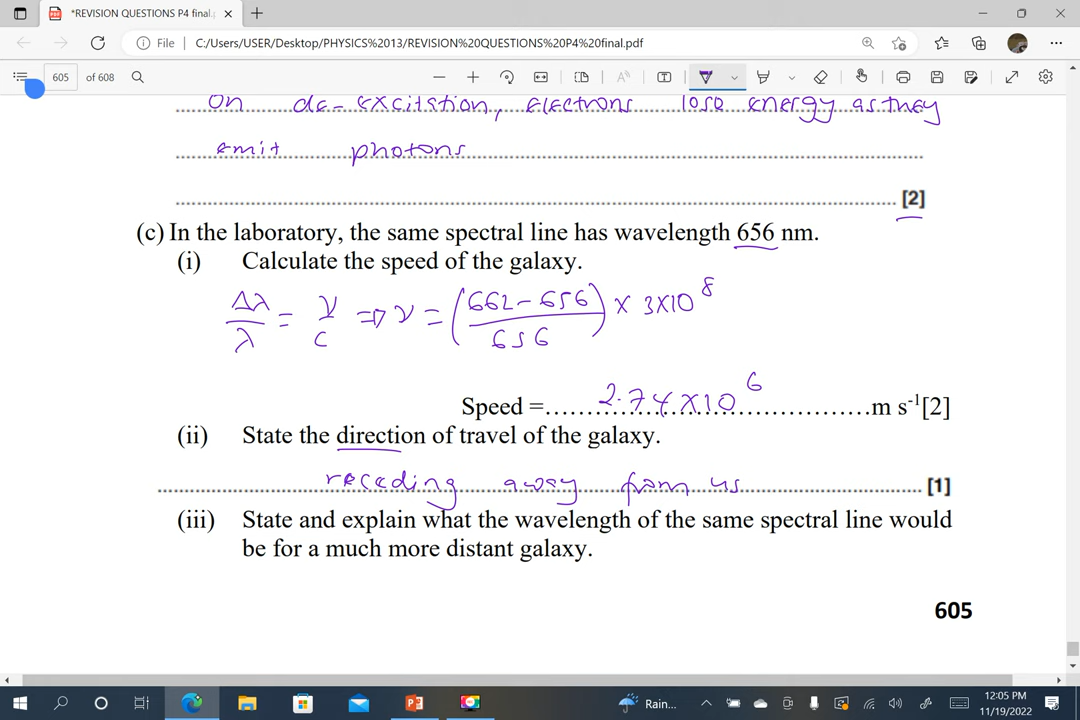 *REVISION QUESTIONS P4 final.p
File C:/Users/USER/Desktop/PHYSICS%2013/REVISION%20QUESTIONS%20P4%20final.pdf
605 of 608
On de-excitation, electrons lose energy as they
emit photons
[2]
(c) In the laboratory, the same spectral line has wavelength 656 nm.
(i) Calculate the speed of the galaxy.
Δλ/λ = v/c ⇒ v = (662-656/656) × 3×10⁸
Speed =……2.74×10⁶……m s⁻¹[2]
(ii) State the direction of travel of the galaxy.
receding away from us [1]
(iii) State and explain what the wavelength of the same spectral line would
be for a much more distant galaxy.
605
Rain...
12:05 PM
11/19/2022